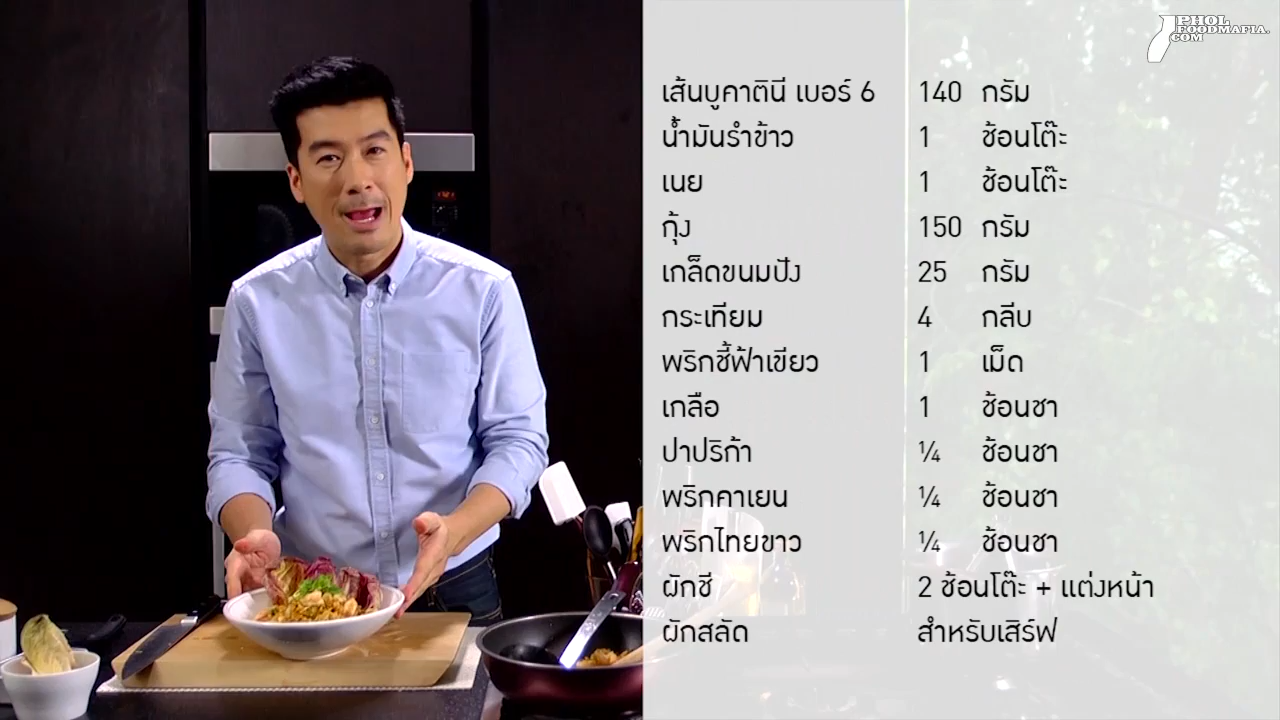 PHOL
FOODMAFIA.
COM
เส้นบูคาตินี เบอร์ 6 140 กรัม
น้ำมันรำข้าว 1 ช้อนโต๊ะ
เนย 1 ช้อนโต๊ะ
กุ้ง 150 กรัม
เกล็ดขนมปัง 25 กรัม
กระเทียม 4 กลีบ
พริกชี้ฟ้าเขียว 1 เม็ด
เกลือ 1 ช้อนชา
ปาปริก้า ¼ ช้อนชา
พริกคาเยน ¼ ช้อนชา
พริกไทยขาว ¼ ช้อนชา
ผักชี 2 ช้อนโต๊ะ + แต่งหน้า
ผักสลัด สำหรับเสิร์ฟ